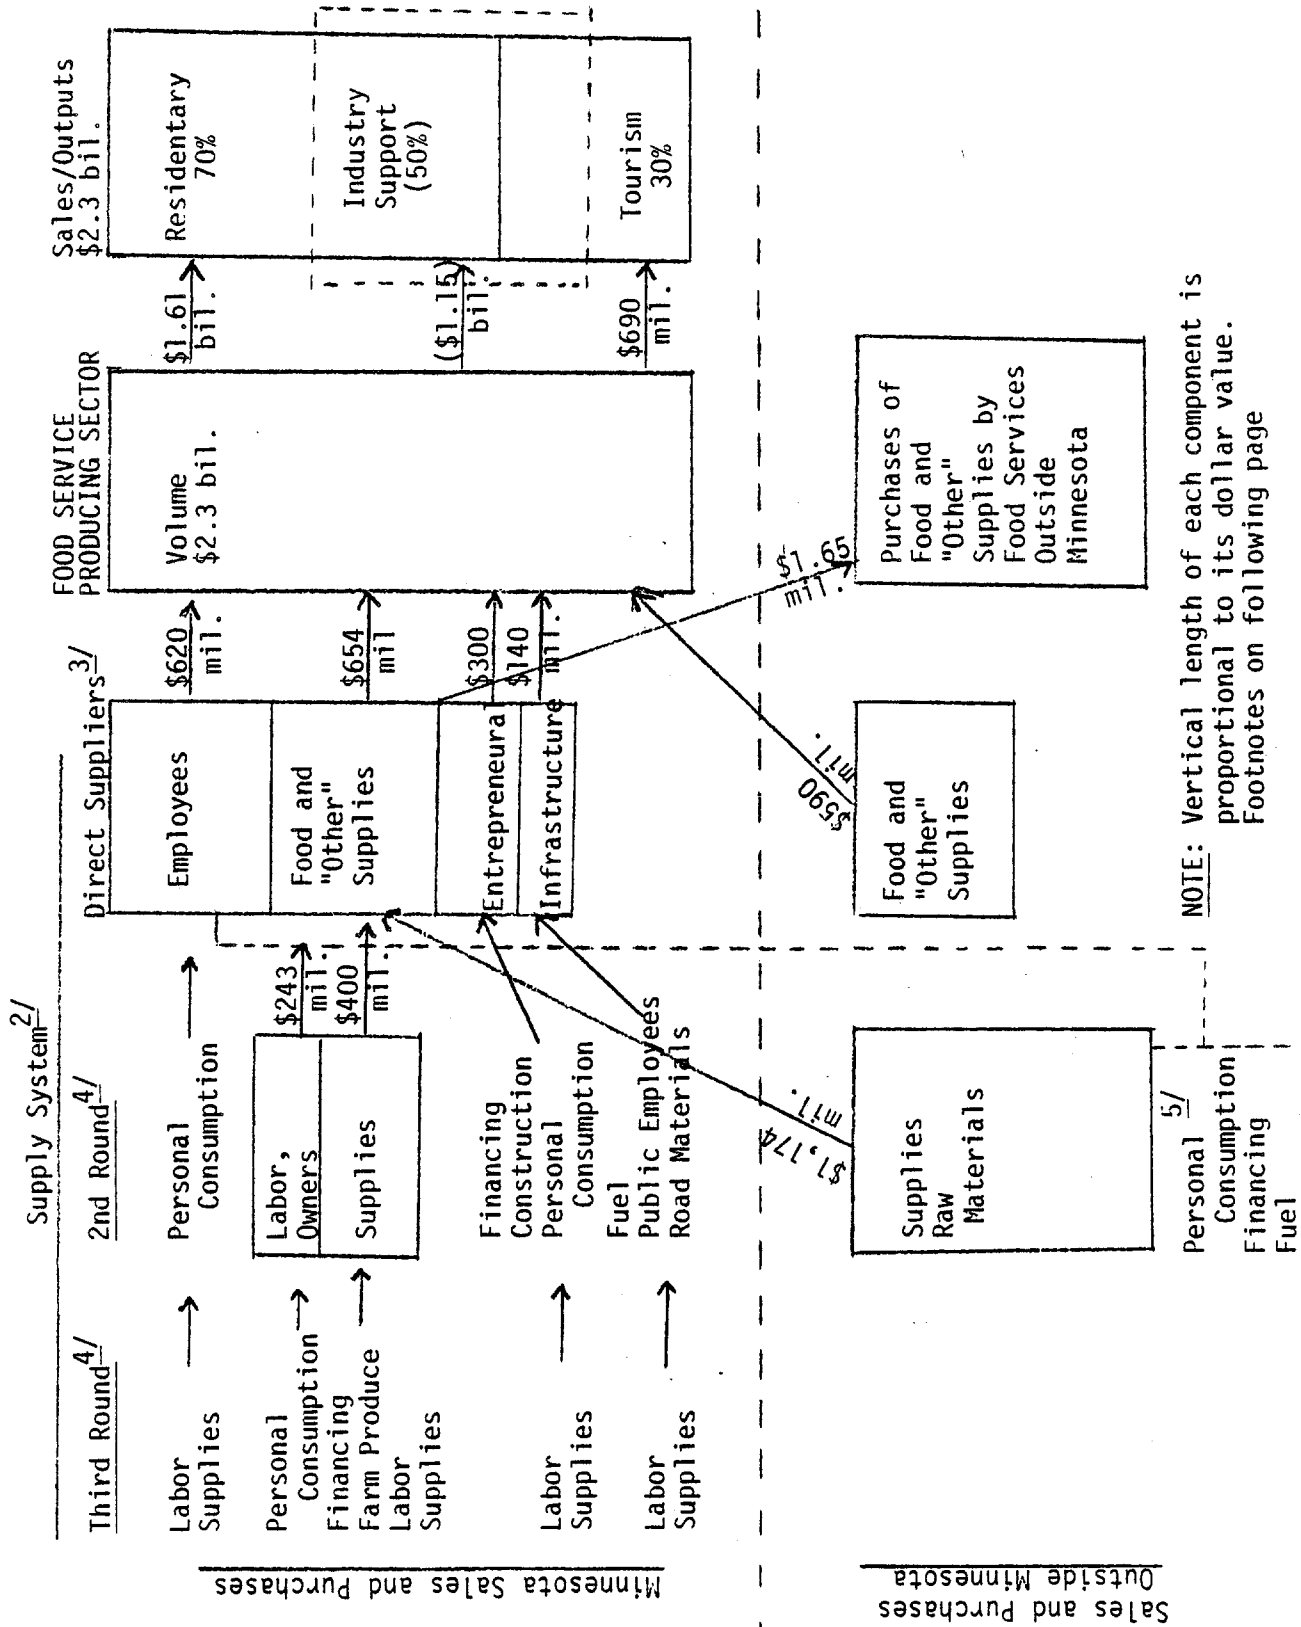 Supply System2/
Third Round4/
2nd Round4/
Direct Suppliers3/
FOOD SERVICE
PRODUCING SECTOR
Sales/Outputs
$2.3 bil.
Minnesota Sales and Purchases
Labor
Supplies
Personal
Consumption
Employees
$620
mil.
Volume
$2.3 bil.
$1.61
bil.
Residentary
70%
Personal
Consumption
Financing
Farm Produce
Labor
Supplies
Labor,
Owners
Supplies
$243
mil.
$400
mil.
Food and
"Other"
Supplies
$654
mil
($1.15)
bil.
Industry
Support
(50%)
Labor
Supplies
Financing
Construction
Personal
Consumption
Entrepreneura
$300
Labor
Supplies
Fuel
Public Employees
Road Materials
Infrastructure
$140
mil.
$690
mil.
Tourism
30%
Sales and Purchases
Outside Minnesota
Supplies
Raw
Materials
$1,174
mil.
Food and
"Other"
Supplies
$590
mil.
$1.65
mil.
Purchases of
Food and
"Other"
Supplies by
Food Services
Outside
Minnesota
5/
Personal
Caonsumption
Financing
Fuel
NOTE: Vertical length of each component is
proportional to its dollar value.
Footnotes on following page